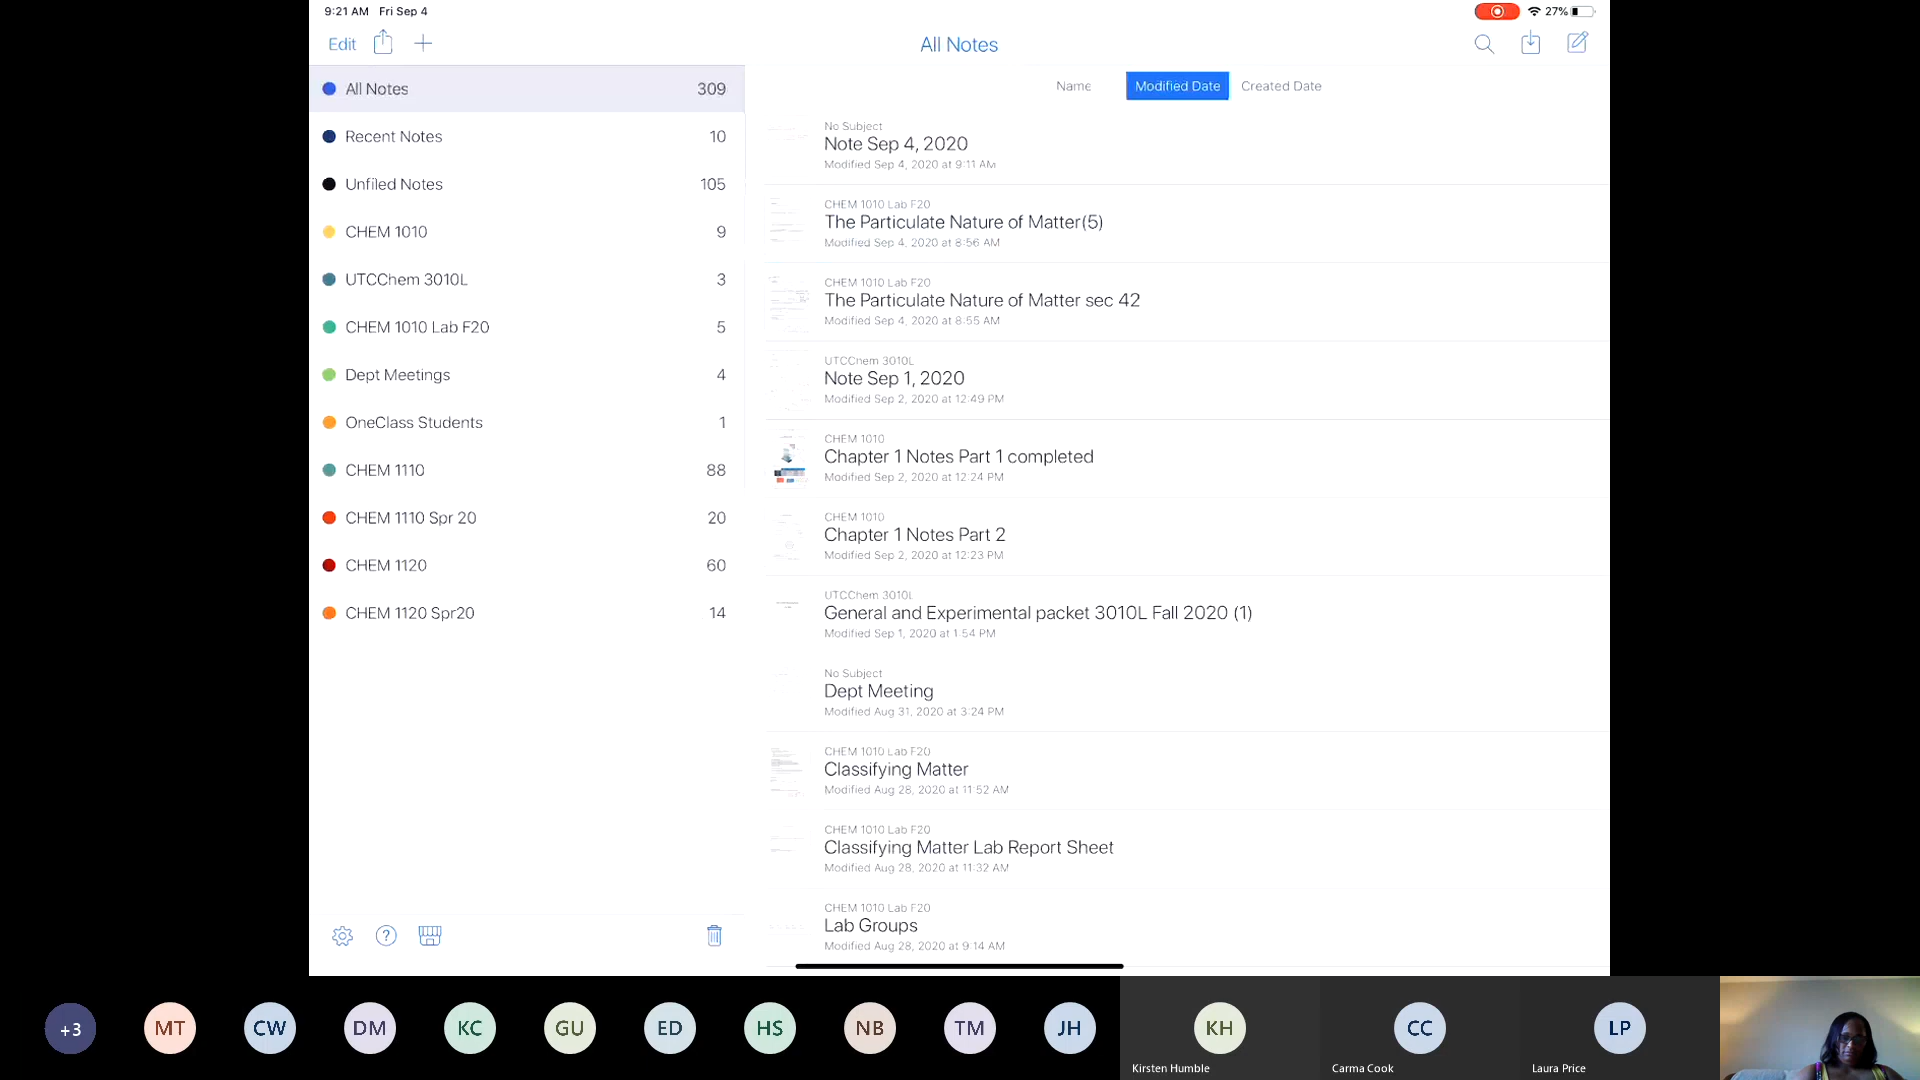 9:21 AM Fri Sep 4
27%
Edit
All Notes
All Notes 309
Recent Notes 10
Unfiled Notes 105
CHEM 1010 9
UTCChem 3010L 3
CHEM 1010 Lab F20 5
Dept Meetings 4
OneClass Students 1
CHEM 1110 88
CHEM 1110 Spr 20 20
CHEM 1120 60
CHEM 1120 Spr20 14
?
Name Modified Date Created Date
No Subject
Note Sep 4, 2020
Modified Sep 4, 2020 at 9:11 AM
CHEM 1010 Lab F20
The Particulate Nature of Matter(5)
Modified Sep 4, 2020 at 8:56 AM
CHEM 1010 Lab F20
The Particulate Nature of Matter sec 42
Modified Sep 4, 2020 at 8:55 AM
UTCChem 3010L
Note Sep 1, 2020
Modified Sep 2, 2020 at 12:49 PM
CHEM 1010
Chapter 1 Notes Part 1 completed
Modified Sep 2, 2020 at 12:24 PM
CHEM 1010
Chapter 1 Notes Part 2
Modified Sep 2, 2020 at 12:23 PM
UTCChem 3010L
General and Experimental packet 3010L Fall 2020 (1)
Modified Sep 1, 2020 at 1:54 PM
No Subject
Dept Meeting
Modified Aug 31, 2020 at 3:24 PM
CHEM 1010 Lab F20
Classifying Matter
Modified Aug 28, 2020 at 11:52 AM
CHEM 1010 Lab F20
Classifying Matter Lab Report Sheet
Modified Aug 28, 2020 at 11:32 AM
CHEM 1010 Lab F20
Lab Groups
Modified Aug 28, 2020 at 9:14 AM
+3 MT CW DM KC GU ED HS NB TM JH KH CC LP
Kirsten Humble Carma Cook Laura Price